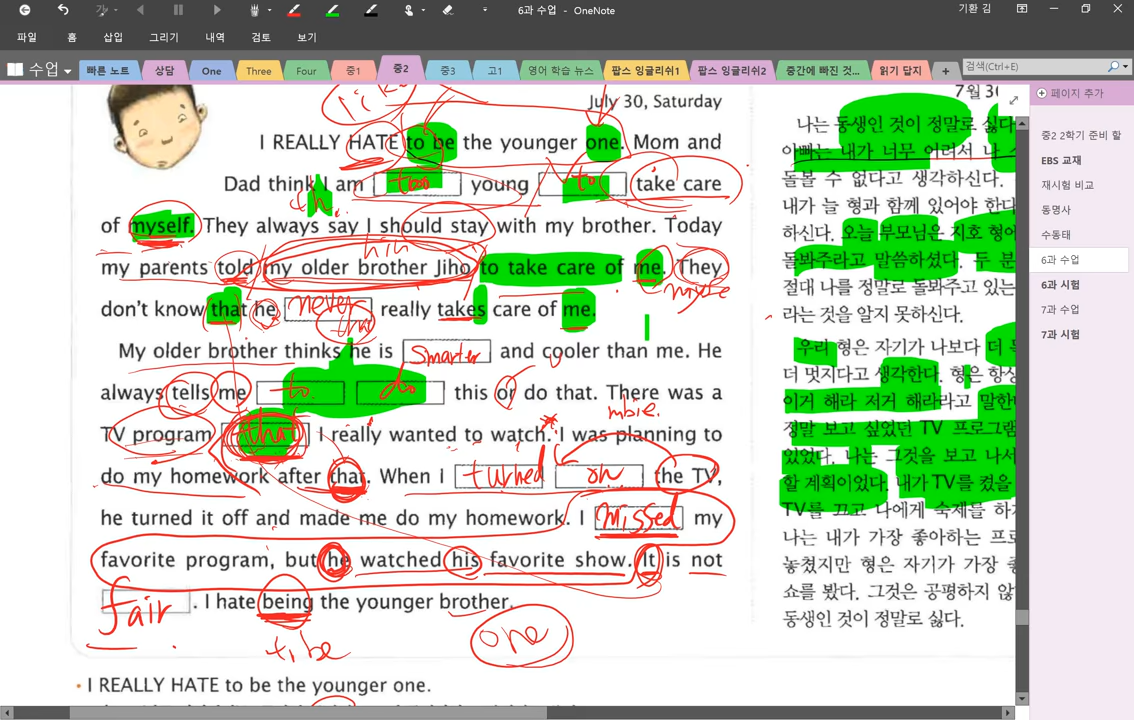 6과 수업 - OneNote
기환 김
파일 홈 삽입 그리기 내역 검토 보기
수업 빠른 노트 상담 One Three Four 중1 중2 중3 고1 영어 학습 뉴스 팝스 잉글리쉬1 팝스 잉글리쉬2 중간에 빠진 것... 읽기 답지 + 검색(Ctrl+E)
페이지 추가
중2 2학기 준비 할
EBS 교재
재시험 비교
동명사
수동태
6과 수업
6과 시험
7과 수업
7과 시험
July 30, Saturday
I REALLY HATE to be the younger one. Mom and
Dad think I am too young to take care
of myself. They always say I should stay with my brother. Today
him
my parents told my older brother Jiho to take care of me. They
don't know that he never really takes care of me.
My older brother thinks he is smarter and cooler than me. He
always tells me to do this or do that. There was a
TV program that I really wanted to watch. I was planning to
do my homework after that. When I turned on the TV,
he turned it off and made me do my homework. I missed my
favorite program, but he watched his favorite show. It is not
fair. I hate being the younger brother.
to be
one
• I REALLY HATE to be the younger one.
7월 30
나는 동생인 것이 정말로 싫다
아빠는 내가 너무 어려서 나 스
돌볼 수 없다고 생각하신다.
내가 늘 형과 함께 있어야 한다
하신다. 오늘 부모님은 지호 형에
돌봐주라고 말씀하셨다. 두 분
절대 나를 정말로 돌봐주고 있는
라는 것을 알지 못하신다.
우리 형은 자기가 나보다 더 똑
더 멋지다고 생각한다. 형은 항상
이거 해라 저거 해라라고 말한
정말 보고 싶었던 TV 프로그램
있었다. 나는 그것을 보고 나서
할 계획이었다. 내가 TV를 켰을
TV를 끄고 나에게 숙제를 하
나는 내가 가장 좋아하는 프로
놓쳤지만 형은 자기가 가장 좋
쇼를 봤다. 그것은 공평하지 않
동생인 것이 정말로 싫다.